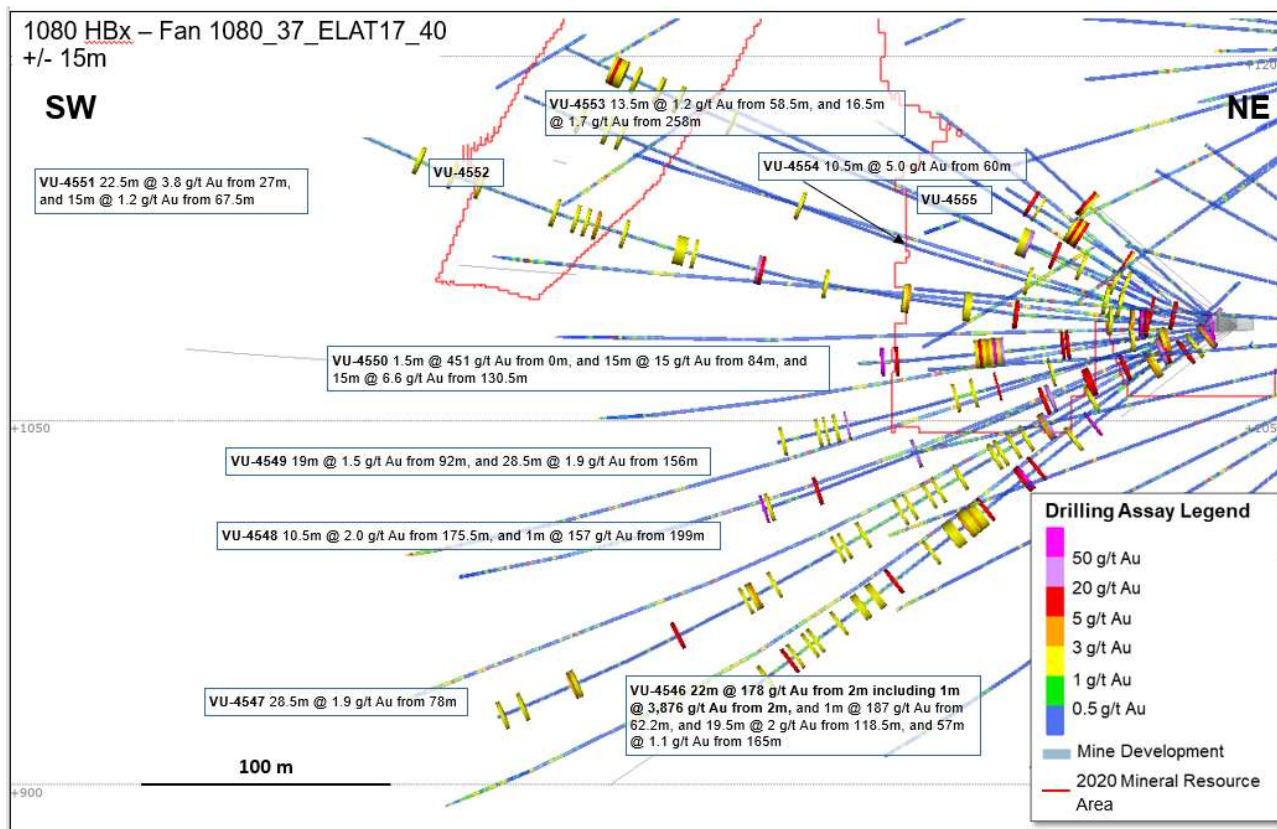 1080 HBx – Fan 1080_37_ELAT17_40
+/- 15m
+120
SW
NE
VU-4553 13.5m @ 1.2 g/t Au from 58.5m, and 16.5m
@ 1.7 g/t Au from 258m
VU-4554 10.5m @ 5.0 g/t Au from 60m
VU-4552
VU-4551 22.5m @ 3.8 g/t Au from 27m,
and 15m @ 1.2 g/t Au from 67.5m
VU-4555
VU-4550 1.5m @ 451 g/t Au from 0m, and 15m @ 15 g/t Au from 84m, and
15m @ 6.6 g/t Au from 130.5m
+1050
+105
VU-4549 19m @ 1.5 g/t Au from 92m, and 28.5m @ 1.9 g/t Au from 156m
VU-4548 10.5m @ 2.0 g/t Au from 175.5m, and 1m @ 157 g/t Au from 199m
VU-4547 28.5m @ 1.9 g/t Au from 78m
VU-4546 22m @ 178 g/t Au from 2m including 1m
@ 3,876 g/t Au from 2m, and 1m @ 187 g/t Au from
62.2m, and 19.5m @ 2 g/t Au from 118.5m, and 57m
@ 1.1 g/t Au from 165m
Drilling Assay Legend
50 g/t Au
20 g/t Au
5 g/t Au
3 g/t Au
1 g/t Au
0.5 g/t Au
Mine Development
2020 Mineral Resource
Area
100 m
+900